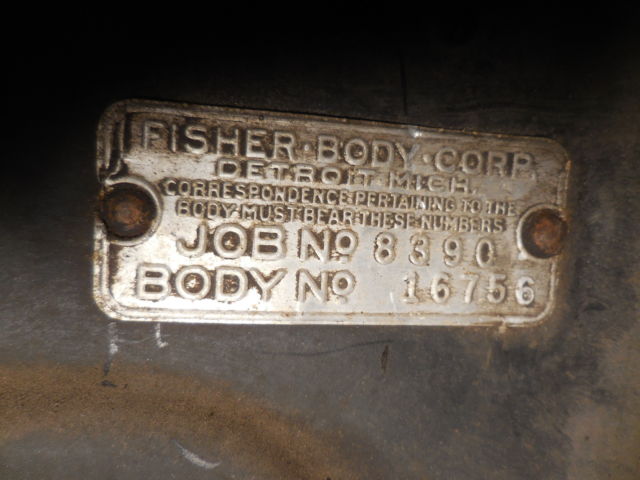 FISHER·BODY·CORP.
DETROIT MICH.
CORRESPONDENCE PERTAINING TO THE
BODY MUST BEAR THESE NUMBERS
JOB No 8390
BODY No 16756